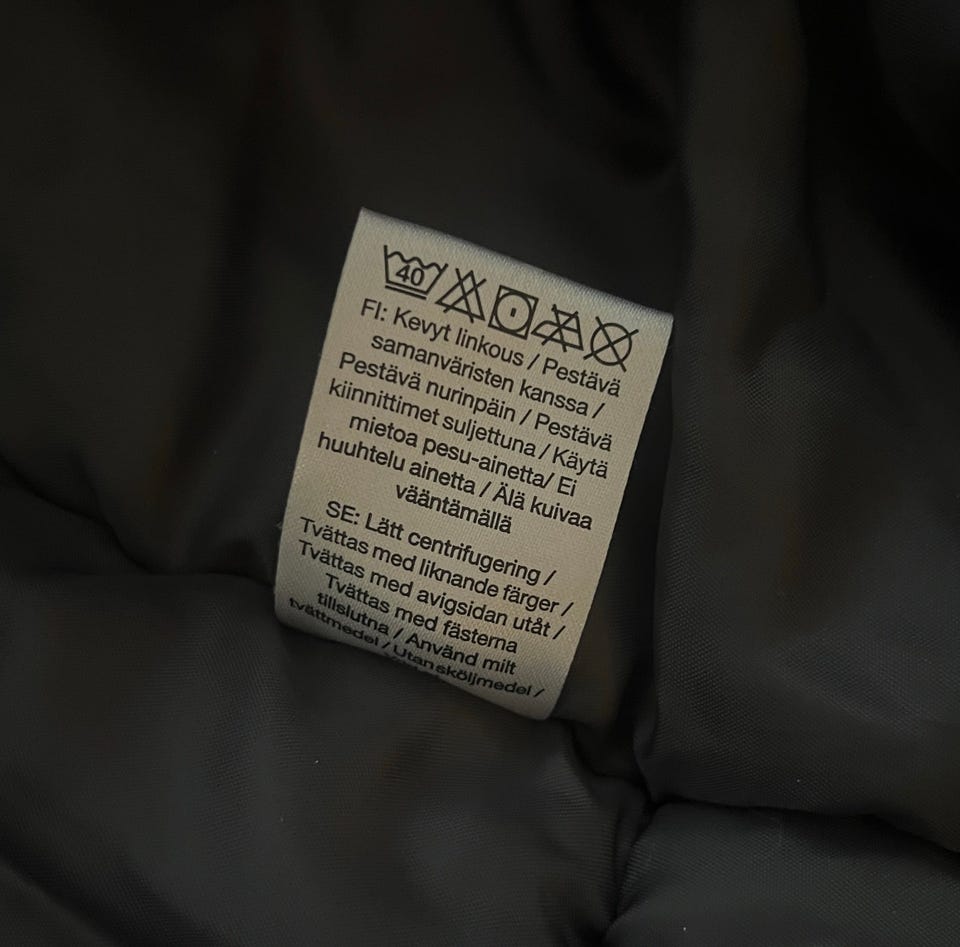 40
FI: Kevyt linkous / Pestävä
samanväristen kanssa /
Pestävä nurinpäin / Pestävä
kiinnittimet suljettuna / Käytä
mietoa pesu-ainetta/ Ei
huuhtelu ainetta / Älä kuivaa
vääntämällä
SE: Lätt centrifugering /
Tvättas med liknande färger /
Tvättas med avigsidan utåt /
Tvättas med fästerna
tillslutna / Använd milt
tvättmedel / Utan sköljmedel /